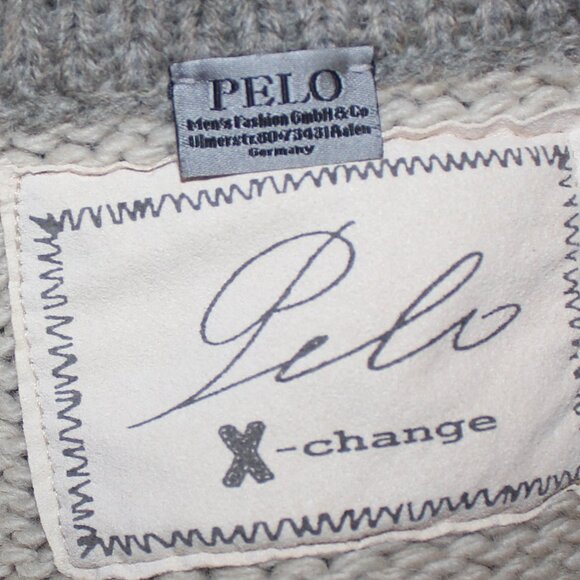 PELO
Men's Fashion GmbH & Co
Ulmerstr.80·73431 Aalen
Germany
Pelo
X-change